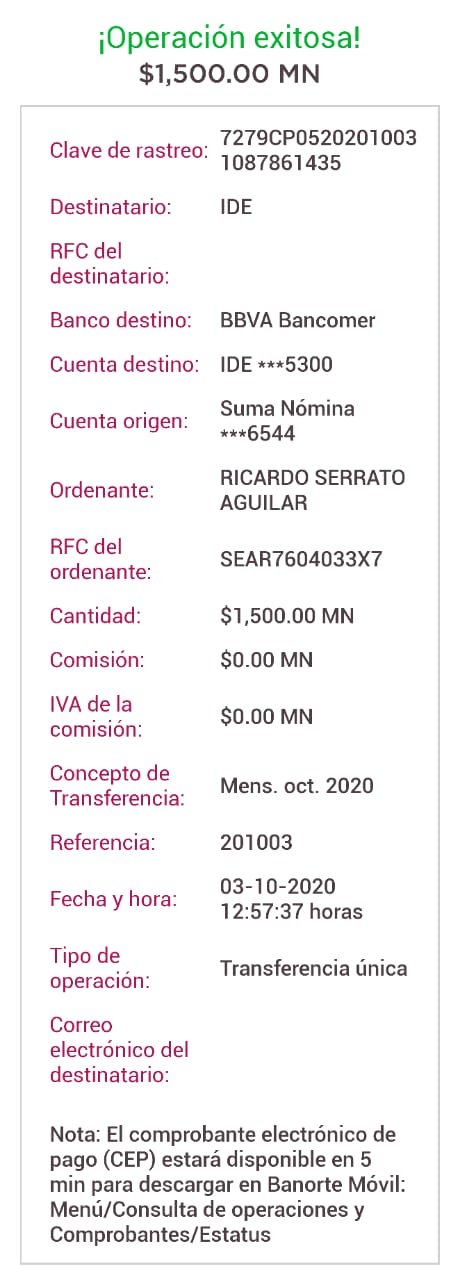 ¡Operación exitosa!
$1,500.00 MN
Clave de rastreo: 7279CP0520201003
1087861435
Destinatario: IDE
RFC del
destinatario:
Banco destino: BBVA Bancomer
Cuenta destino: IDE ***5300
Cuenta origen: Suma Nómina
***6544
Ordenante: RICARDO SERRATO
AGUILAR
RFC del
ordenante: SEAR7604033X7
Cantidad: $1,500.00 MN
Comisión: $0.00 MN
IVA de la
comisión: $0.00 MN
Concepto de
Transferencia: Mens. oct. 2020
Referencia: 201003
Fecha y hora: 03-10-2020
12:57:37 horas
Tipo de
operación: Transferencia única
Correo
electrónico del
destinatario:
Nota: El comprobante electrónico de
pago (CEP) estará disponible en 5
min para descargar en Banorte Móvil:
Menú/Consulta de operaciones y
Comprobantes/Estatus